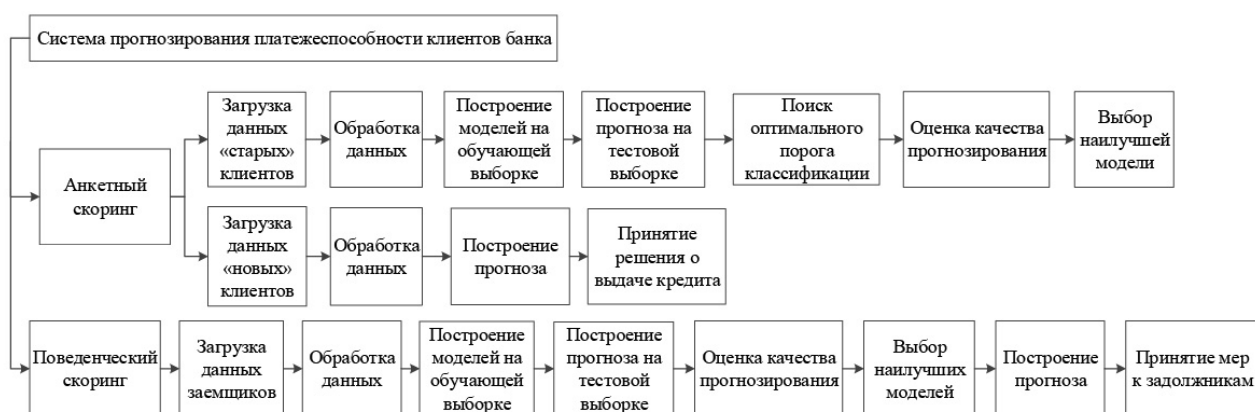 Система прогнозирования платежеспособности клиентов банка
Анкетный
скоринг
Загрузка
данных
«старых»
клиентов
Обработка
данных
Построение
моделей на
обучающей
выборке
Построение
прогноза на
тестовой
выборке
Поиск
оптимального
порога
классификации
Оценка качества
прогнозирования
Выбор
наилучшей
модели
Загрузка
данных
«новых»
клиентов
Обработка
данных
Построение
прогноза
Принятие
решения о
выдаче кредита
Поведенческий
скоринг
Загрузка
данных
заемщиков
Обработка
данных
Построение
моделей на
обучающей
выборке
Построение
прогноза на
тестовой
выборке
Оценка качества
прогнозирования
Выбор
наилучших
моделей
Построение
прогноза
Принятие мер
к задолжникам